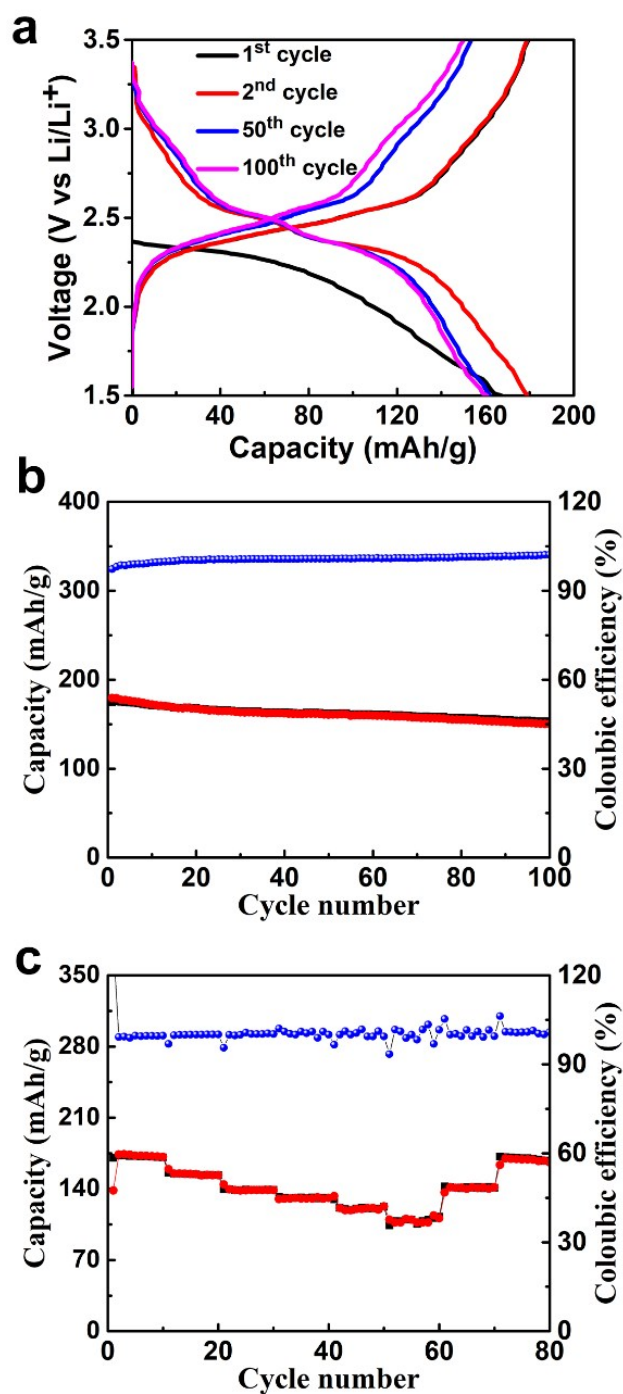 a
3.5
3.0
2.5
2.0
1.5
Voltage (V vs Li/Li⁺)
1ˢᵗ cycle
2ⁿᵈ cycle
50ᵗʰ cycle
100ᵗʰ cycle
0 40 80 120 160 200
Capacity (mAh/g)
b
400
300
200
100
0
Capacity (mAh/g)
120
90
60
30
0
Coloubic efficiency (%)
0 20 40 60 80 100
Cycle number
c
350
280
210
140
70
0
Capacity (mAh/g)
120
90
60
30
0
Coloubic efficiency (%)
0 20 40 60 80
Cycle number